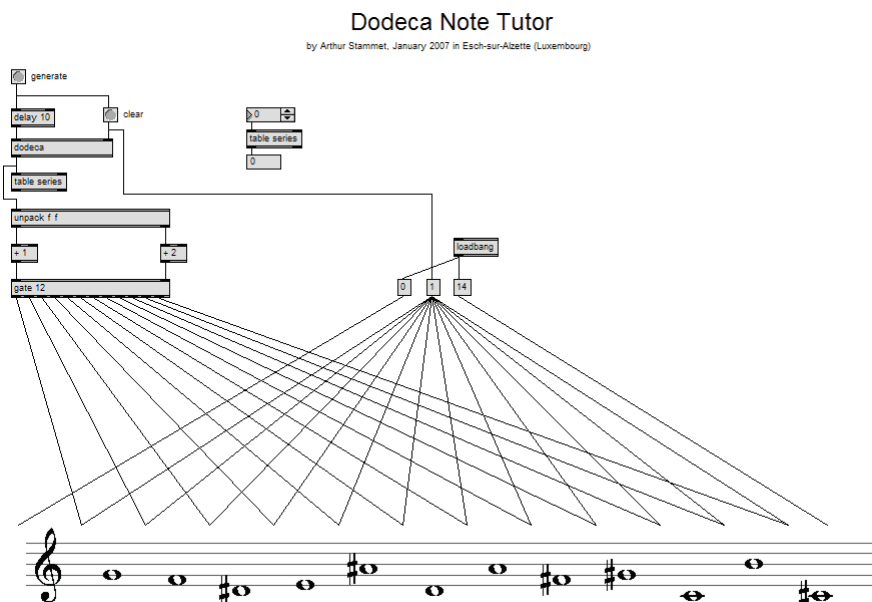 Dodeca Note Tutor
by Arthur Stammet, January 2007 in Esch-sur-Alzette (Luxembourg)
generate
delay 10
clear
dodeca
table series
unpack f f
+ 1
+ 2
gate 12
0
table series
0
loadbang
0
1
14